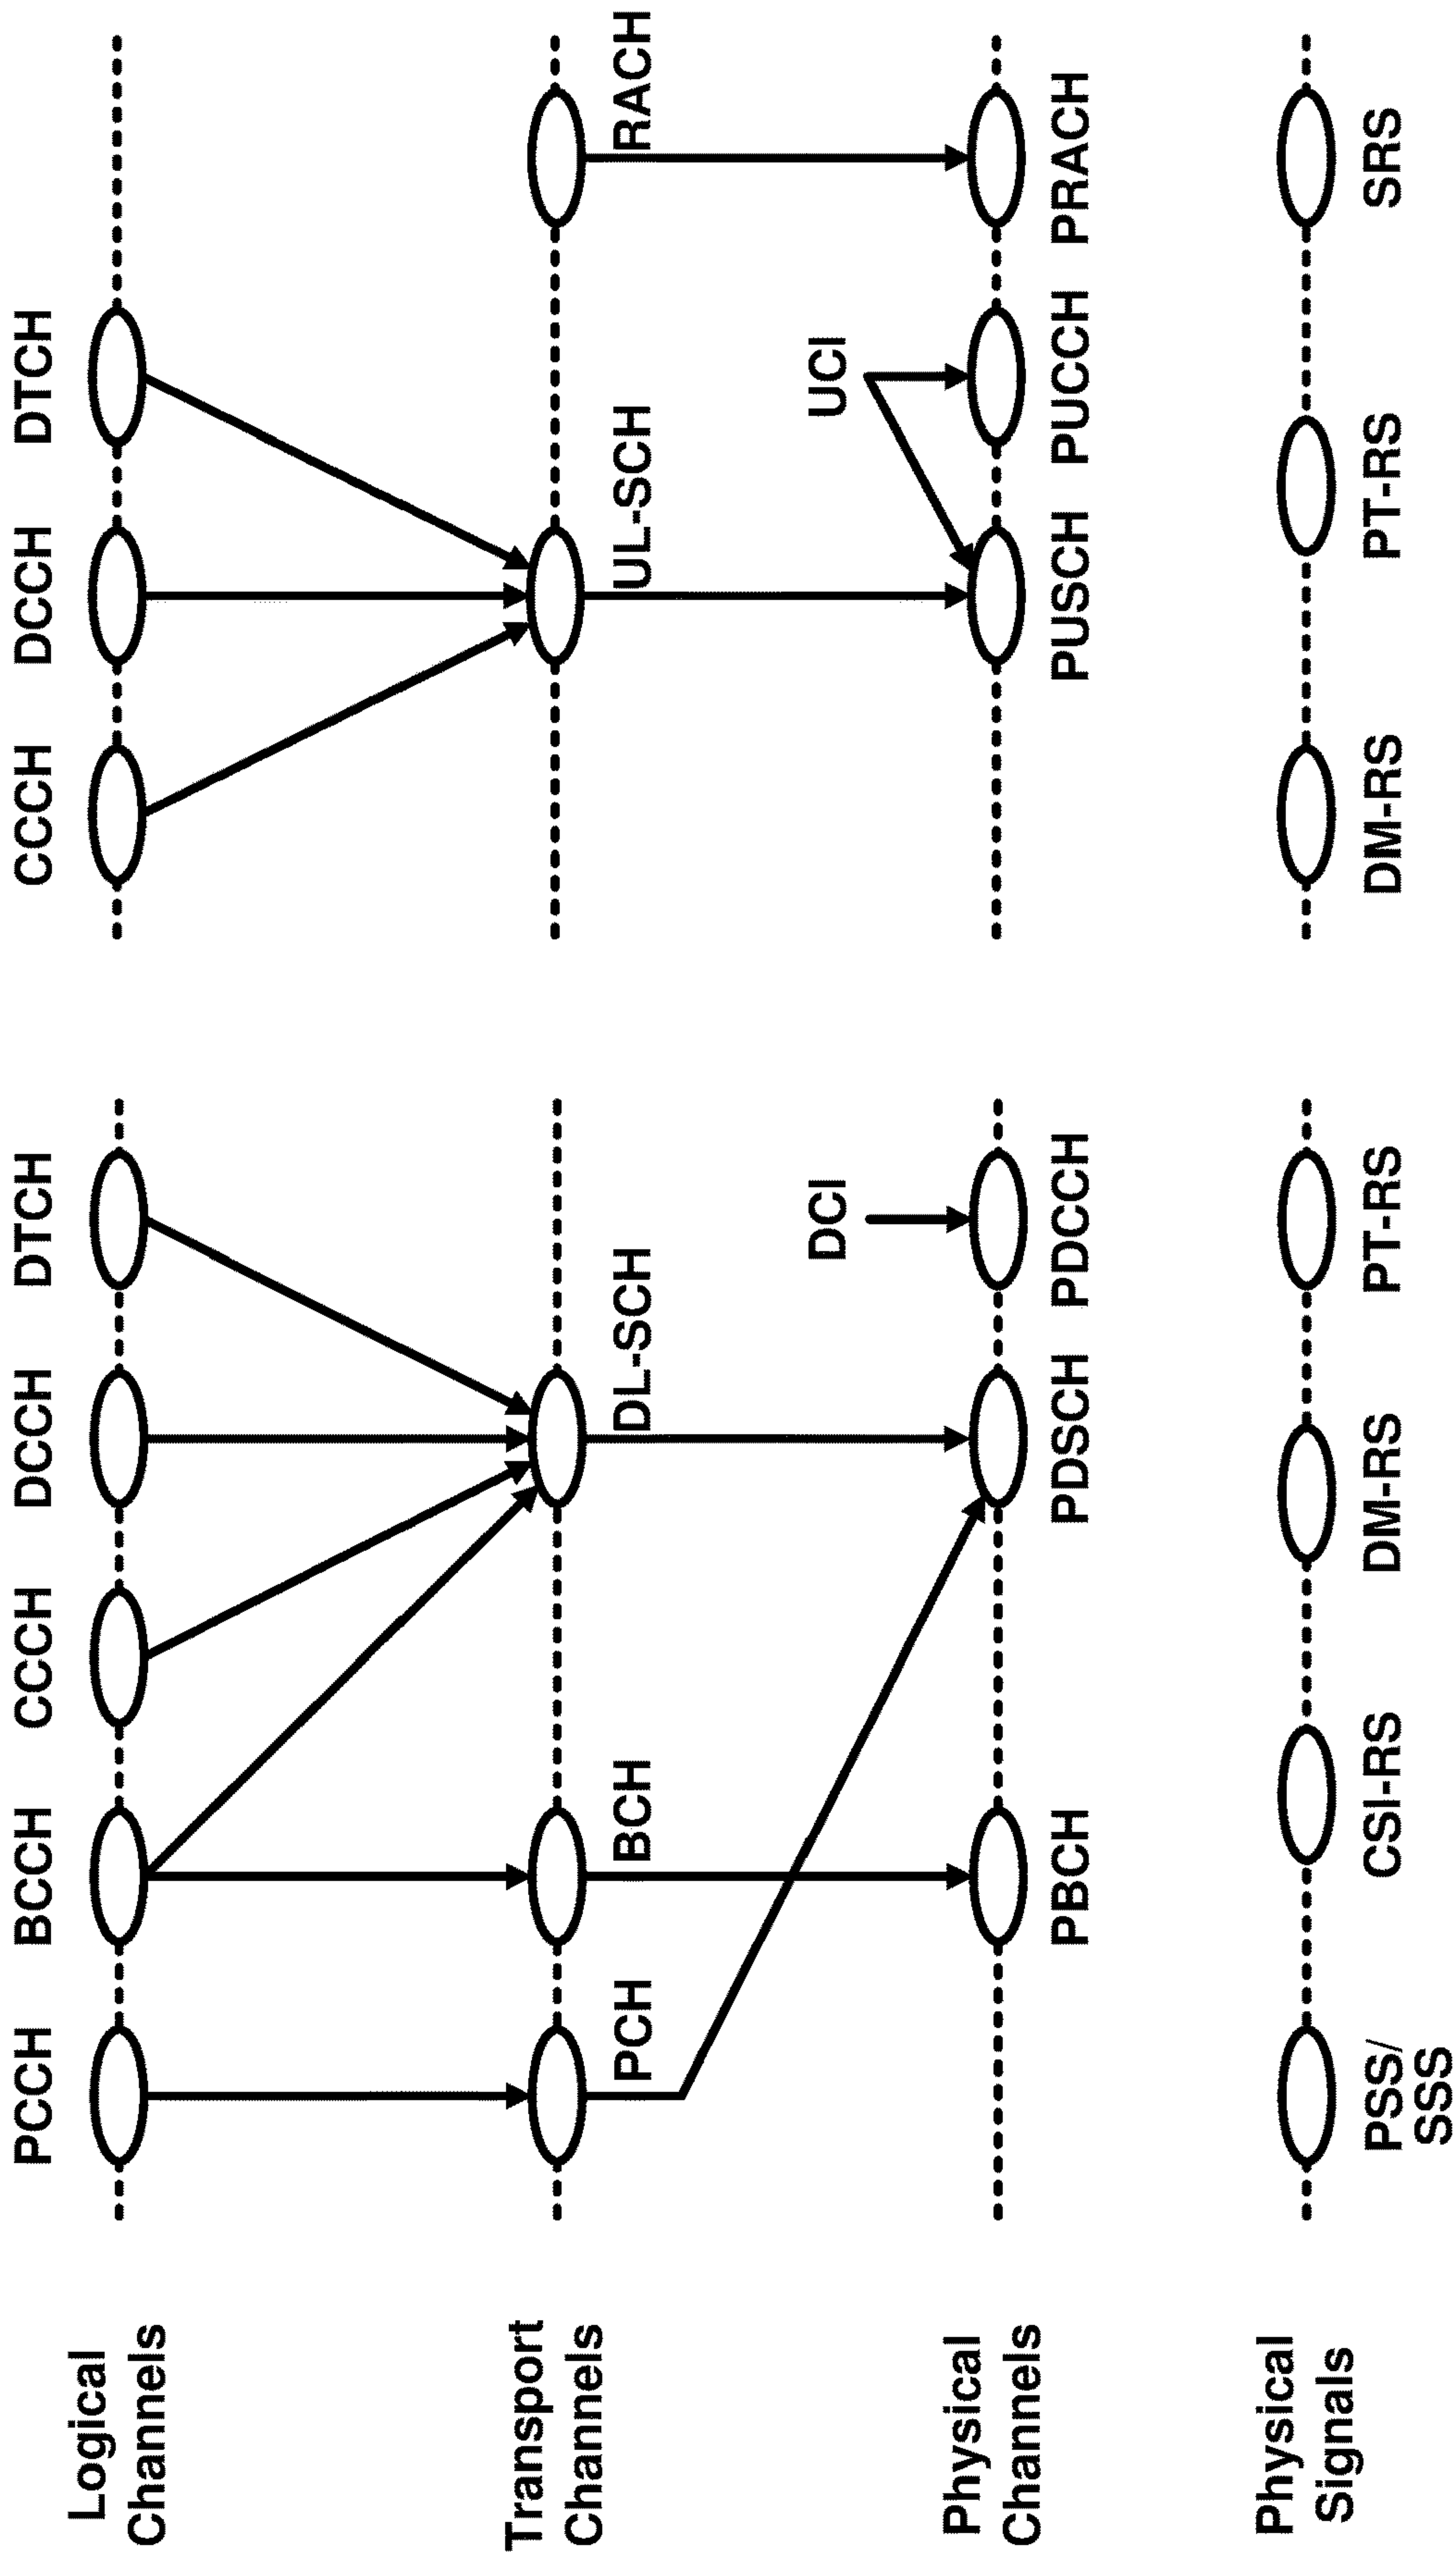 PCCH
BCCH
CCCH
DCCH
DTCH
CCCH
DCCH
DTCH
Logical
Channels
Transport
Channels
PCH
BCH
DL-SCH
UL-SCH
RACH
DCI
UCI
Physical
Channels
PBCH
PDSCH
PDCCH
PUSCH
PUCCH
PRACH
Physical
Signals
PSS/
SSS
CSI-RS
DM-RS
PT-RS
DM-RS
PT-RS
SRS